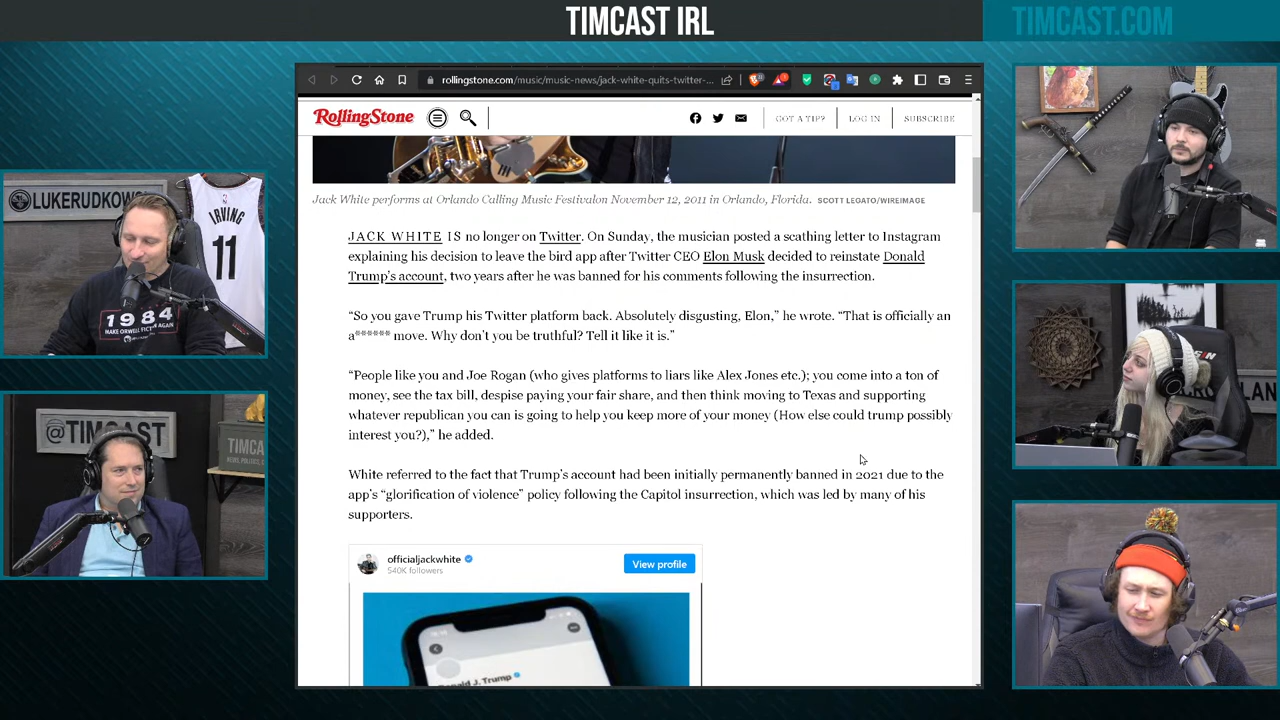 TIMCAST IRL
TIMCAST.COM
rollingstone.com/music/music-news/jack-white-quits-twitter-...
RollingStone
GOT A TIP?
LOG IN
SUBSCRIBE
Jack White performs at Orlando Calling Music Festivalon November 12, 2011 in Orlando, Florida. SCOTT LEGATO/WIREIMAGE
JACK WHITE IS no longer on Twitter. On Sunday, the musician posted a scathing letter to Instagram
explaining his decision to leave the bird app after Twitter CEO Elon Musk decided to reinstate Donald
Trump's account, two years after he was banned for his comments following the insurrection.
“So you gave Trump his Twitter platform back. Absolutely disgusting, Elon,” he wrote. “That is officially an
a****** move. Why don't you be truthful? Tell it like it is.”
“People like you and Joe Rogan (who gives platforms to liars like Alex Jones etc.); you come into a ton of
money, see the tax bill, despise paying your fair share, and then think moving to Texas and supporting
whatever republican you can is going to help you keep more of your money (How else could trump possibly
interest you?),” he added.
White referred to the fact that Trump's account had been initially permanently banned in 2021 due to the
app's “glorification of violence” policy following the Capitol insurrection, which was led by many of his
supporters.
officialjackwhite
540K followers
View profile
nald J. Trump
@LUKERUDKOWS
IRVING
11
1984
MAKE ORWELL FICTION AGAIN
@TIMCAST
TIMCAST